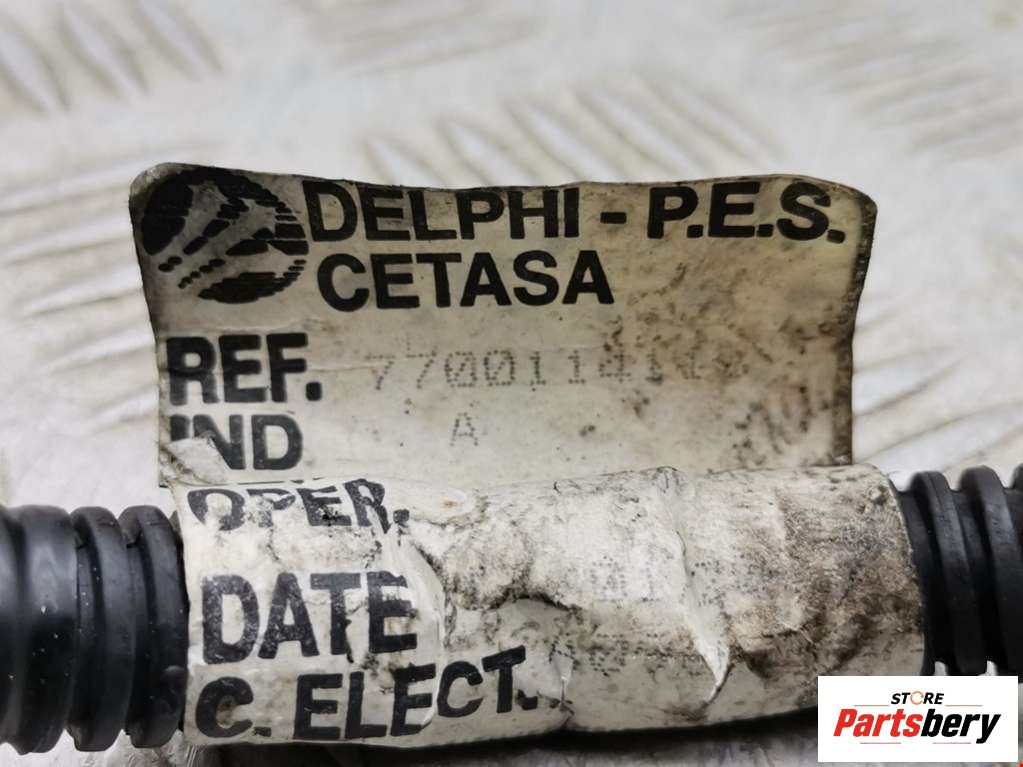 DELPHI - P.E.S.
CETASA
REF.
IND A
OPER.
DATE
C. ELECT.
STORE
Partsbery